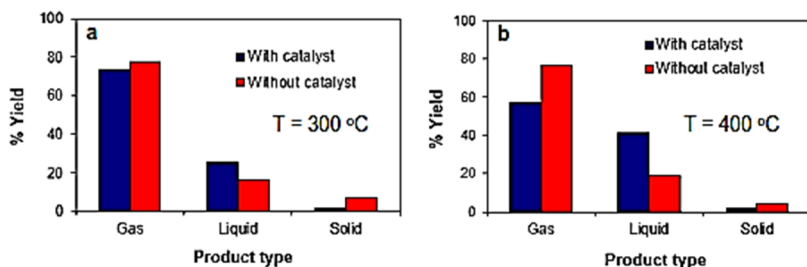 a
With catalyst
Without catalyst
T = 300 ºC
% Yield
100
80
60
40
20
0
Gas Liquid Solid
Product type
b
With catalyst
Without catalyst
T = 400 ºC
% Yield
100
80
60
40
20
0
Gas Liquid Solid
Product type